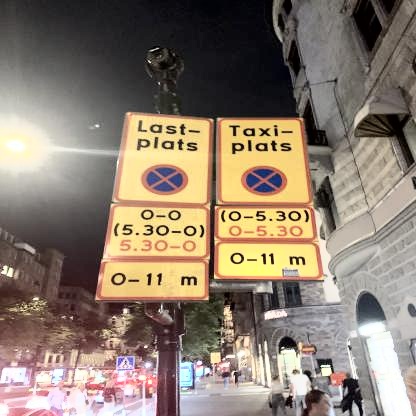 Last-
plats
0-0
(5.30-0)
5.30-0
0-11 m
Taxi-
plats
(0-5.30)
0-5.30
0-11 m